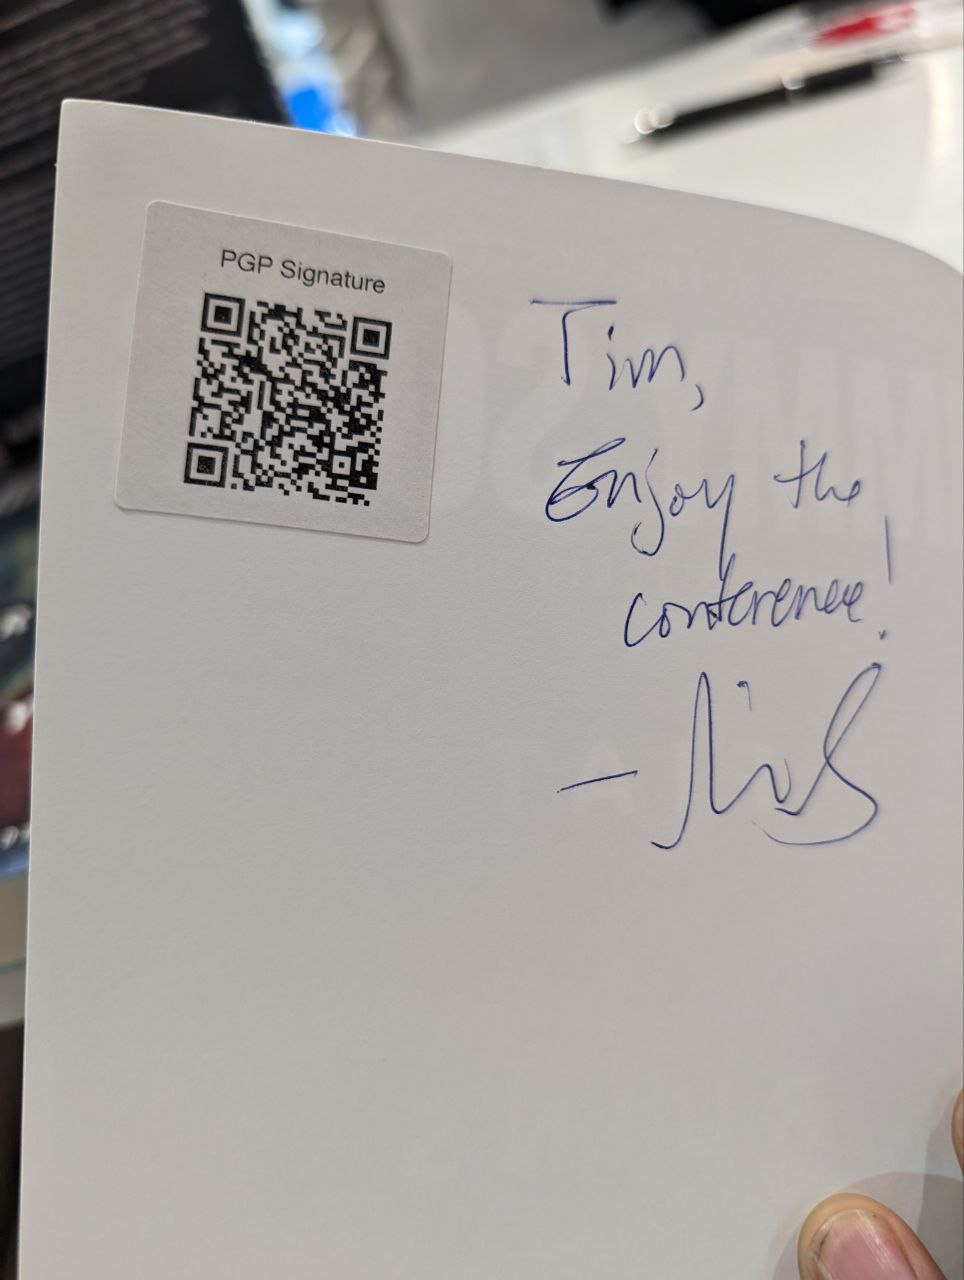 PGP Signature
Tim,
Enjoy the
conference!